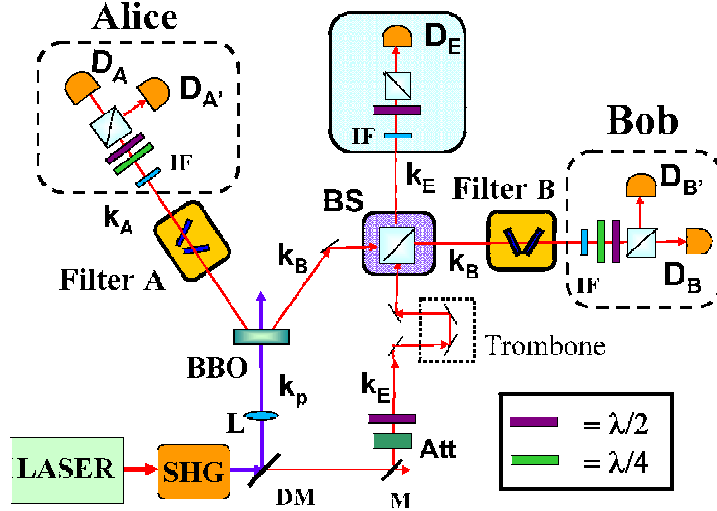 Alice
D_A
D_A'
IF
k_A
Filter A
D_E
IF
k_E
BS
k_B
k_B
Filter B
Bob
D_B'
D_B
IF
Trombone
BBO
k_p
L
k_E
Att
LASER
SHG
DM
M
= λ/2
= λ/4